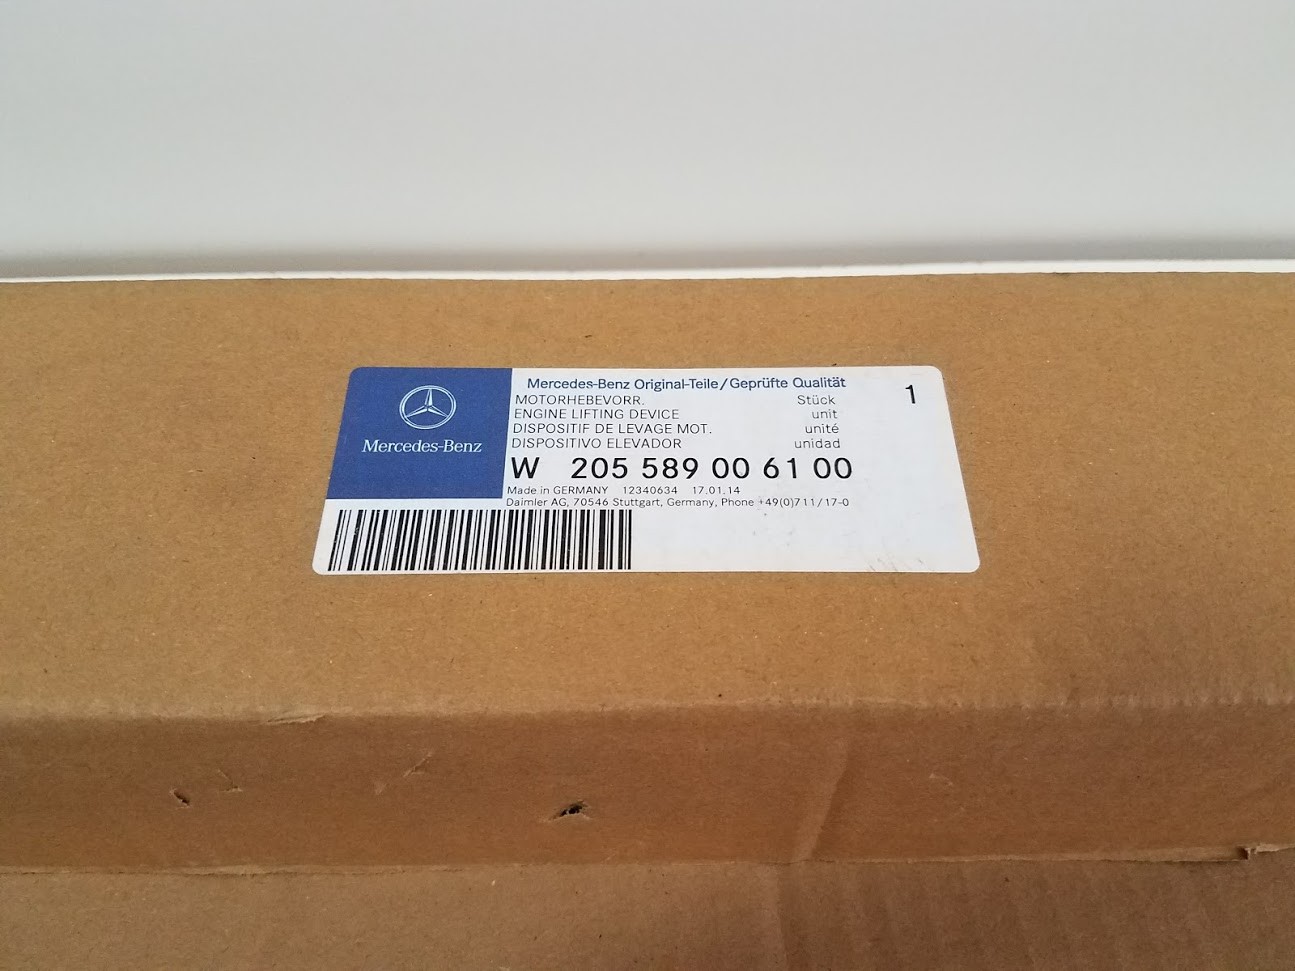 Mercedes-Benz
Mercedes-Benz Original-Teile/Geprüfte Qualität
MOTORHEBEVORR. Stück 1
ENGINE LIFTING DEVICE unit
DISPOSITIF DE LEVAGE MOT. unité
DISPOSITIVO ELEVADOR unidad
W 205 589 00 61 00
Made in GERMANY 12340634 17.01.14
Daimler AG, 70546 Stuttgart, Germany, Phone +49(0)711/17-0